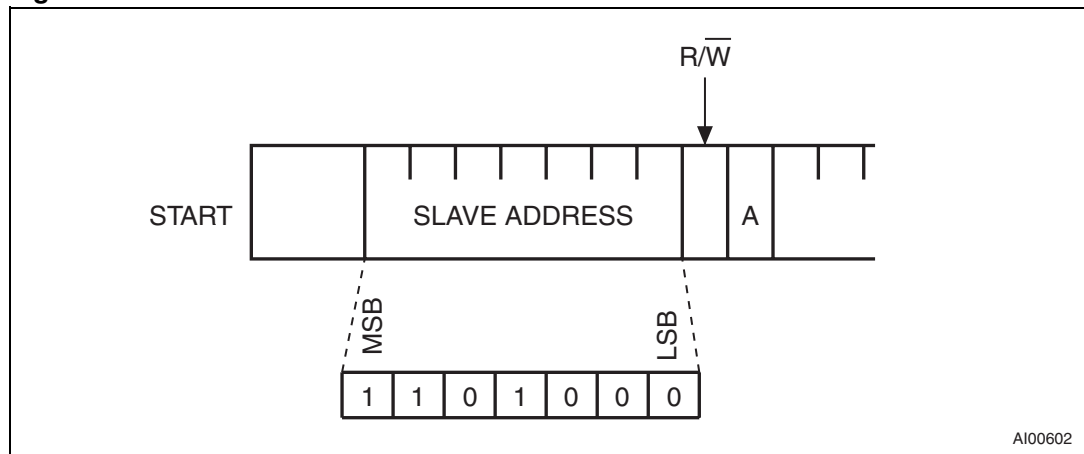 R/W̅
START
SLAVE ADDRESS
A
MSB
LSB
1 1 0 1 0 0 0
AI00602